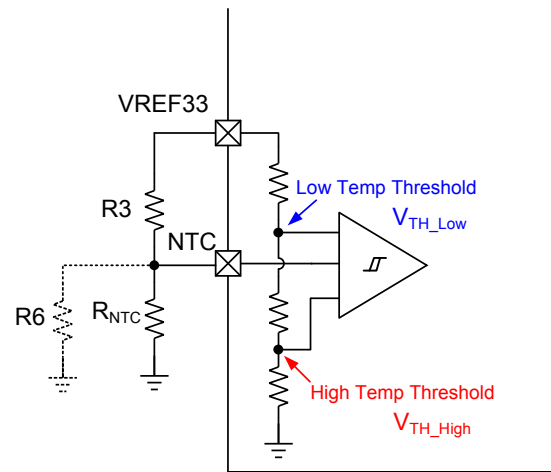 VREF33
Low Temp Threshold
V_TH_Low
R3
NTC
R6
R_NTC
High Temp Threshold
V_TH_High